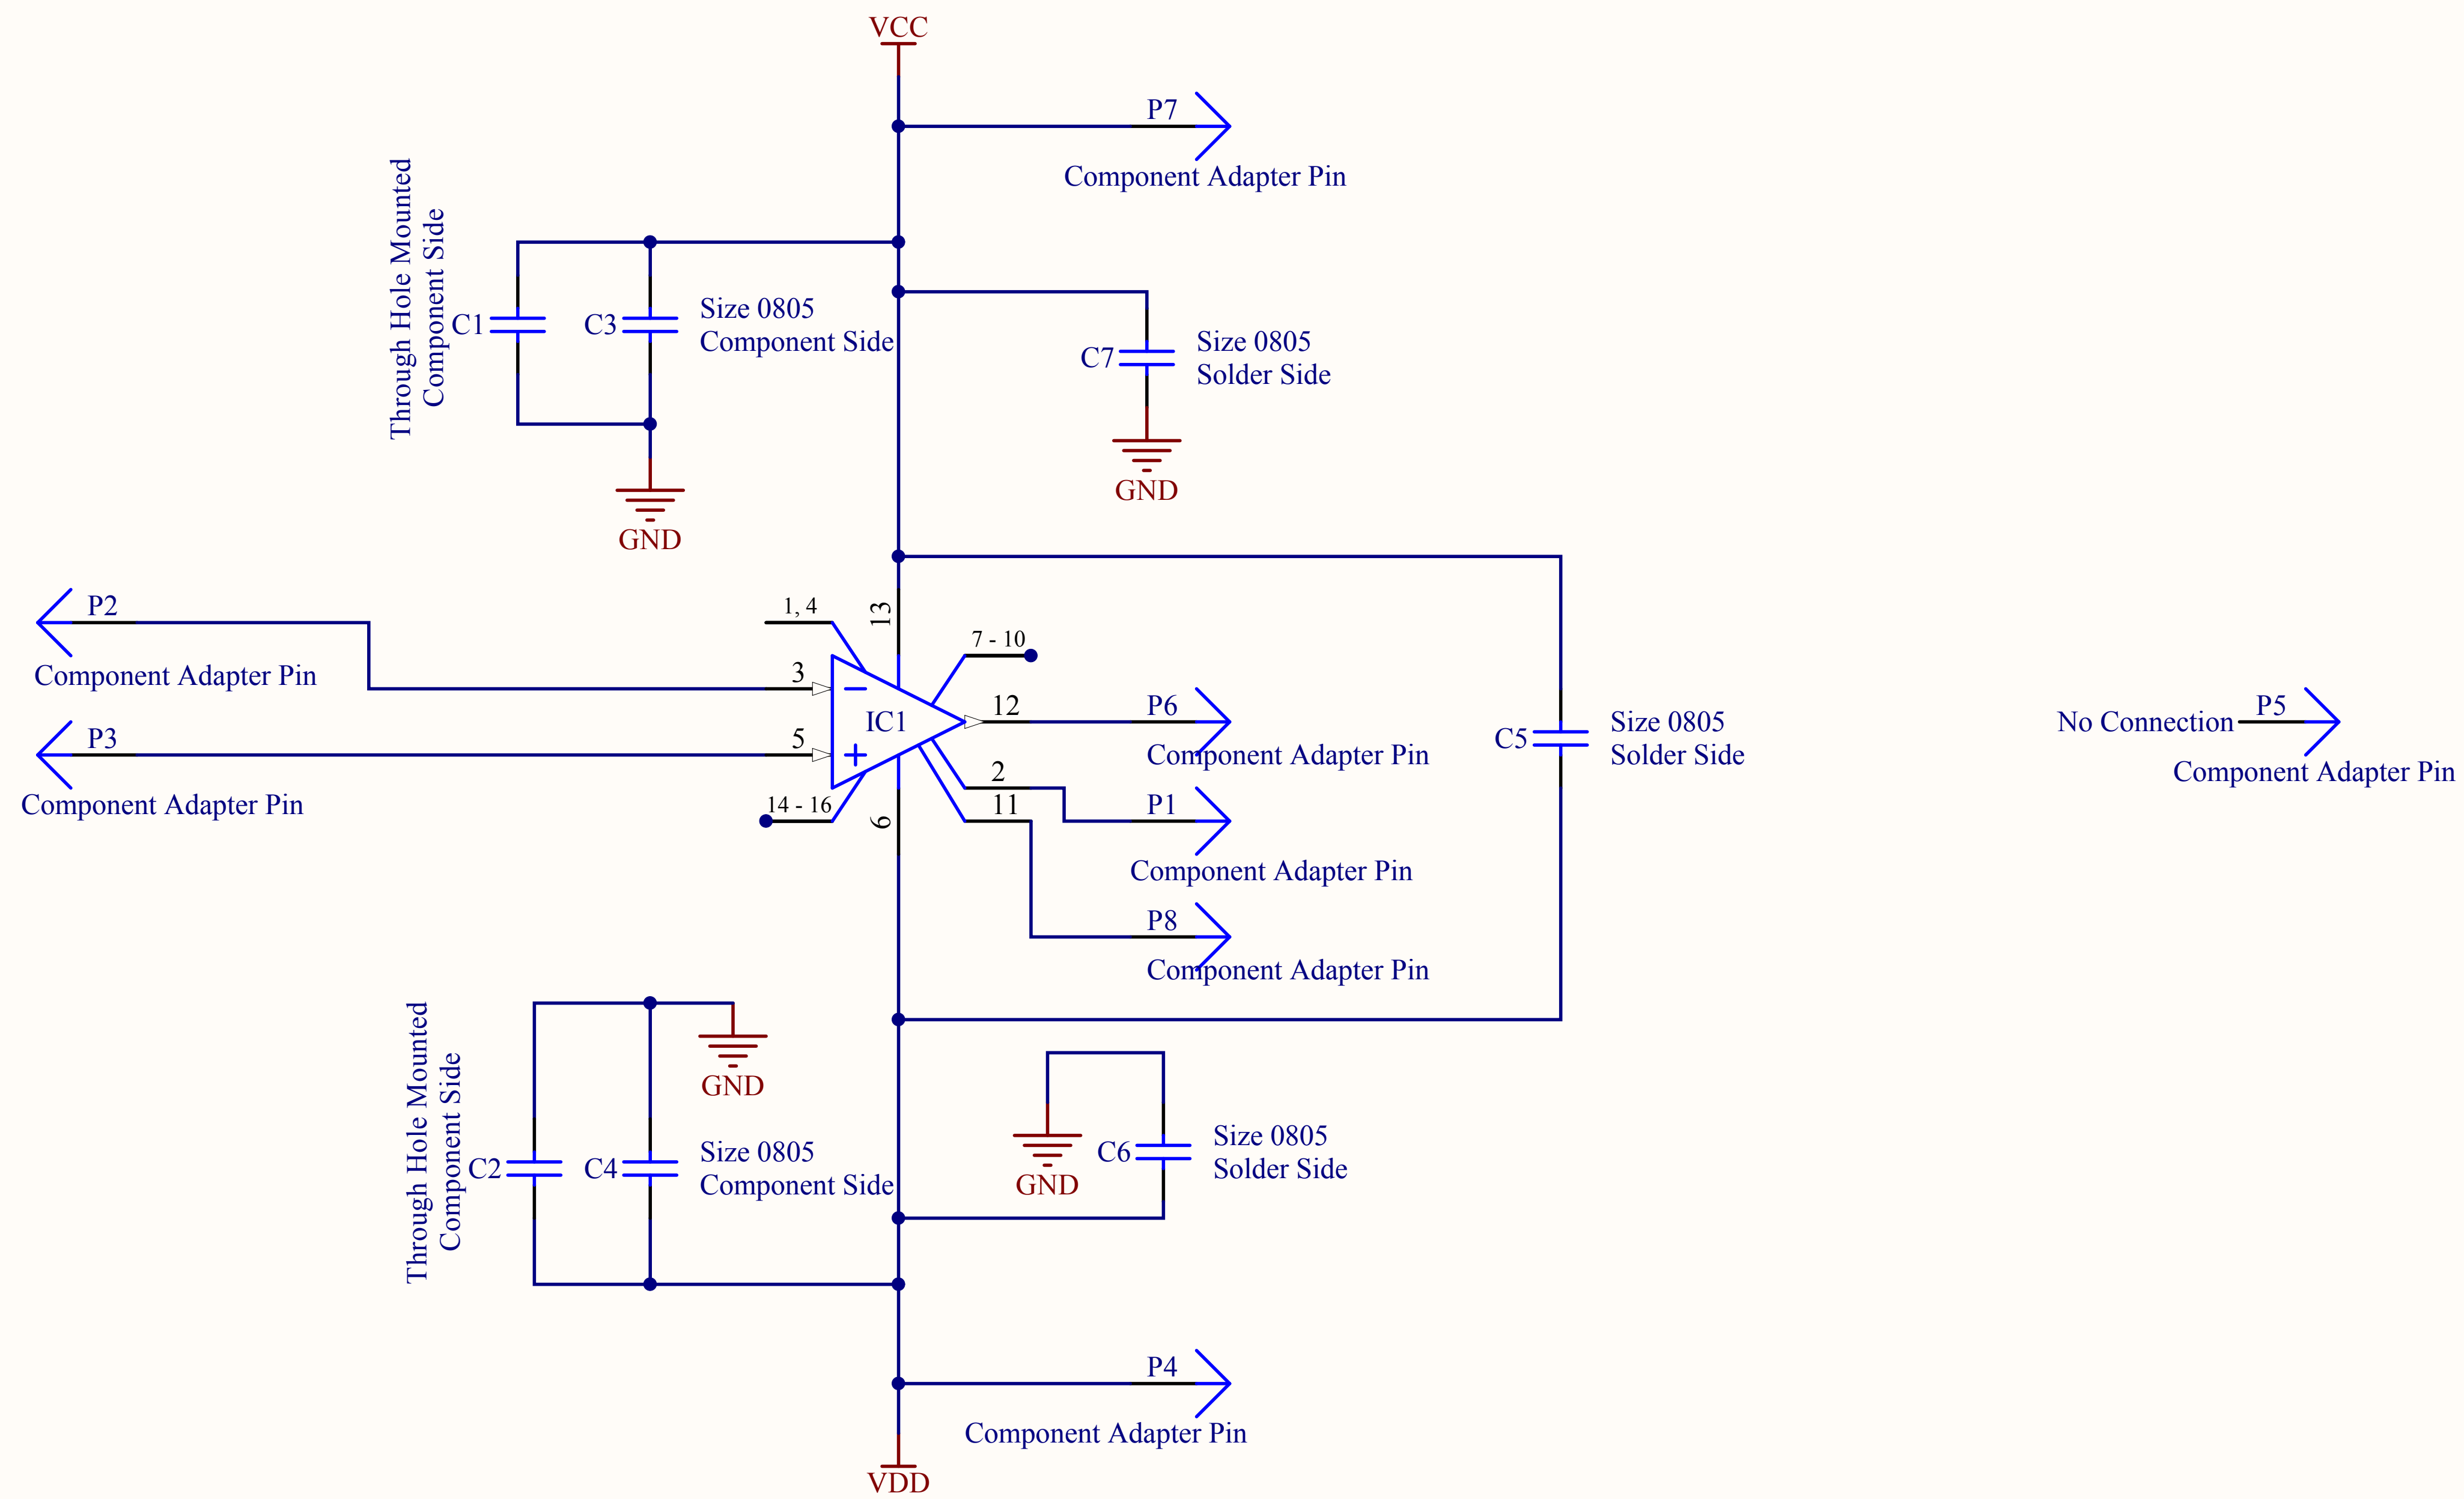 VCC
P7
Component Adapter Pin
Through Hole Mounted
Component Side
C1
C3
Size 0805
Component Side
C7
Size 0805
Solder Side
GND
GND
P2
Component Adapter Pin
P3
Component Adapter Pin
1, 4
13
7 - 10
3
5
IC1
12
2
11
14 - 16
6
P6
Component Adapter Pin
P1
Component Adapter Pin
P8
Component Adapter Pin
C5
Size 0805
Solder Side
No Connection
P5
Component Adapter Pin
Through Hole Mounted
Component Side
GND
C2
C4
Size 0805
Component Side
GND
C6
Size 0805
Solder Side
P4
Component Adapter Pin
VDD